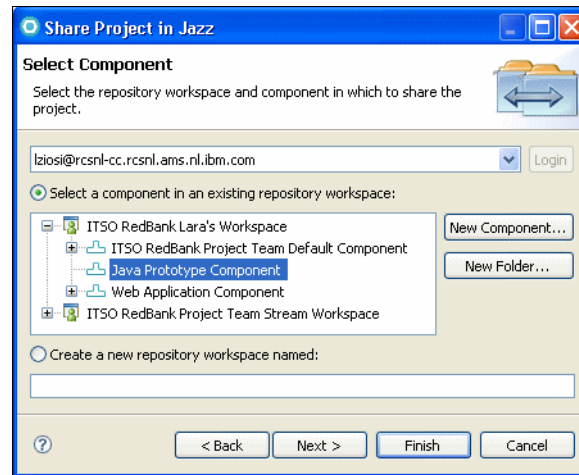 Share Project in Jazz
Select Component
Select the repository workspace and component in which to share the
project.
lziosi@rcsnl-cc.rcsnl.ams.nl.ibm.com
Login
Select a component in an existing repository workspace:
ITSO RedBank Lara's Workspace
New Component...
ITSO RedBank Project Team Default Component
Java Prototype Component
New Folder...
Web Application Component
ITSO RedBank Project Team Stream Workspace
Create a new repository workspace named:
?
< Back
Next >
Finish
Cancel